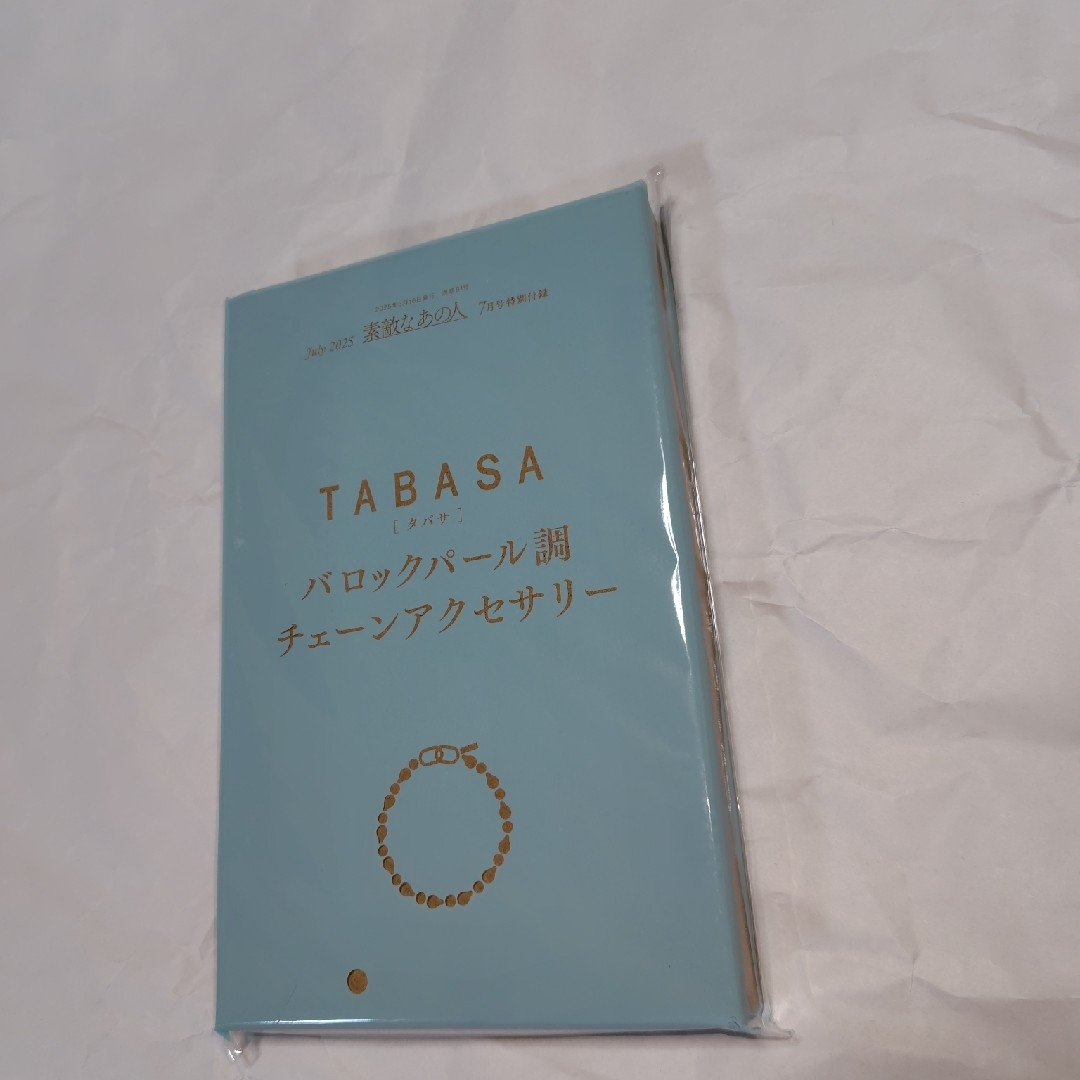 July 2025 素敵なあの人 7月号特別付録
TABASA
[タバサ]
バロックパール調
チェーンアクセサリー